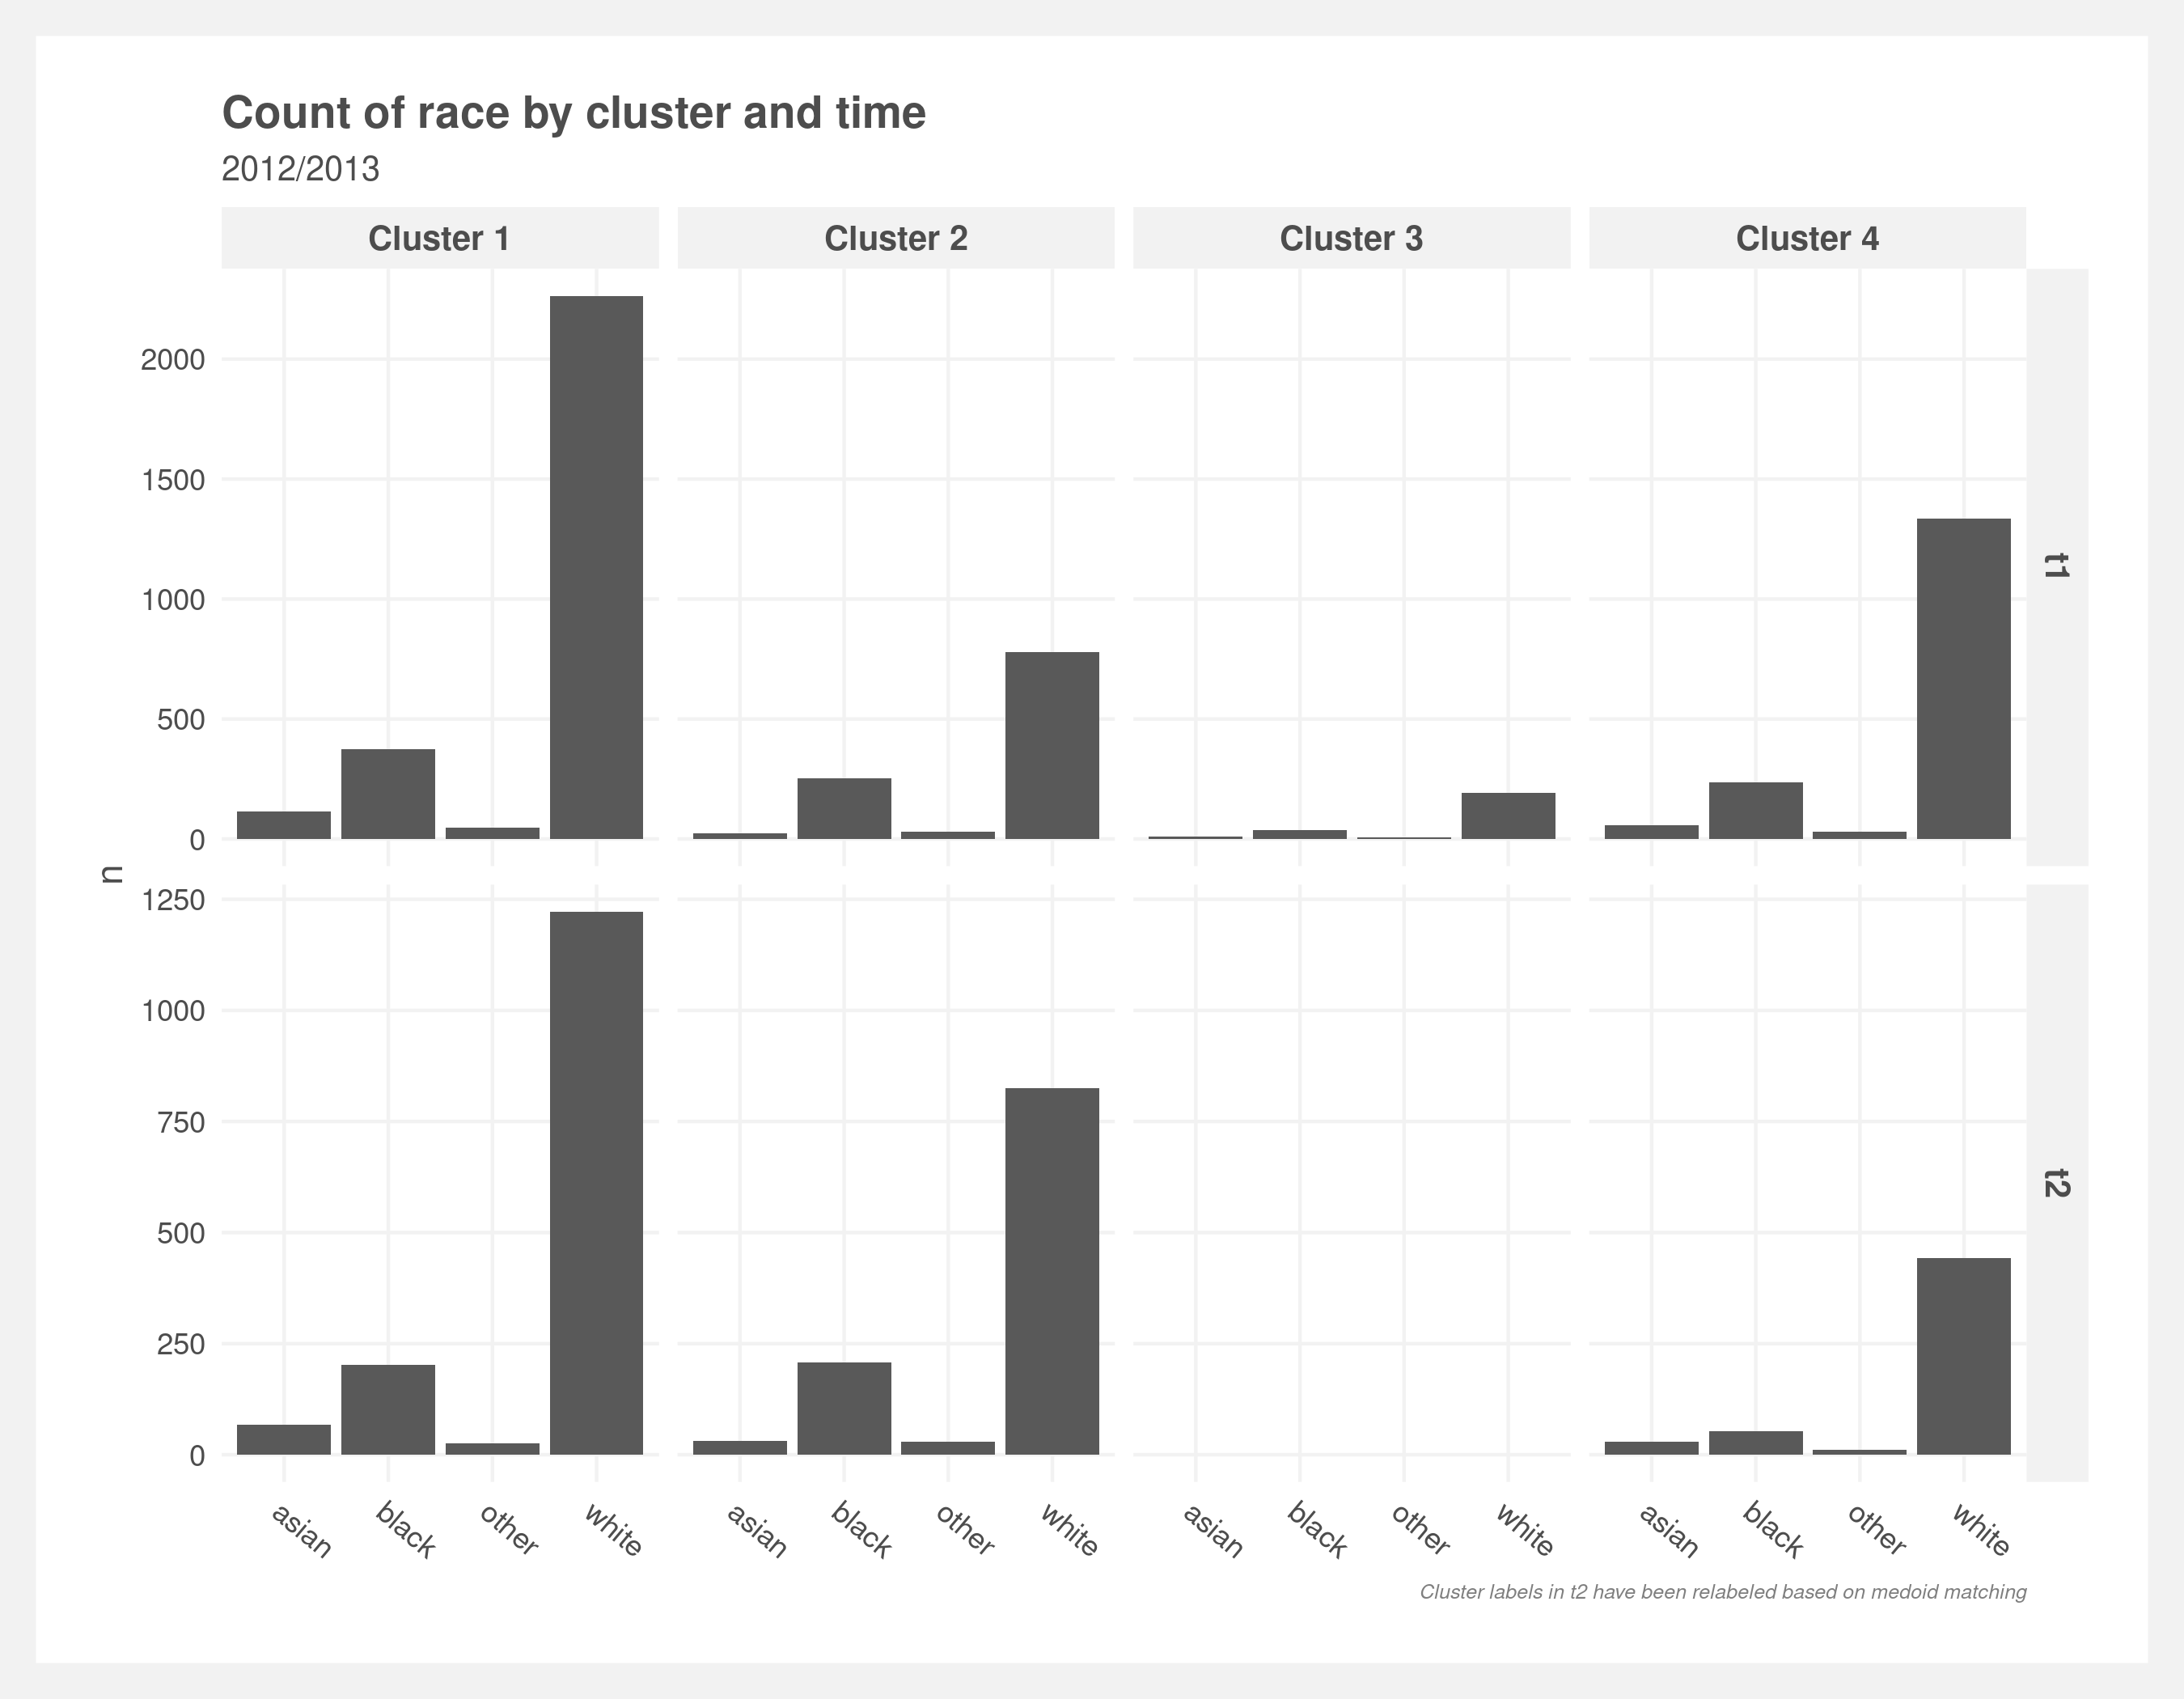 Count of race by cluster and time
2012/2013
Cluster 1 Cluster 2 Cluster 3 Cluster 4
2000
1500
1000
500
0
t1
n
1250
1000
750
500
250
0
t2
asian black other white asian black other white asian black other white asian black other white
Cluster labels in t2 have been relabeled based on medoid matching